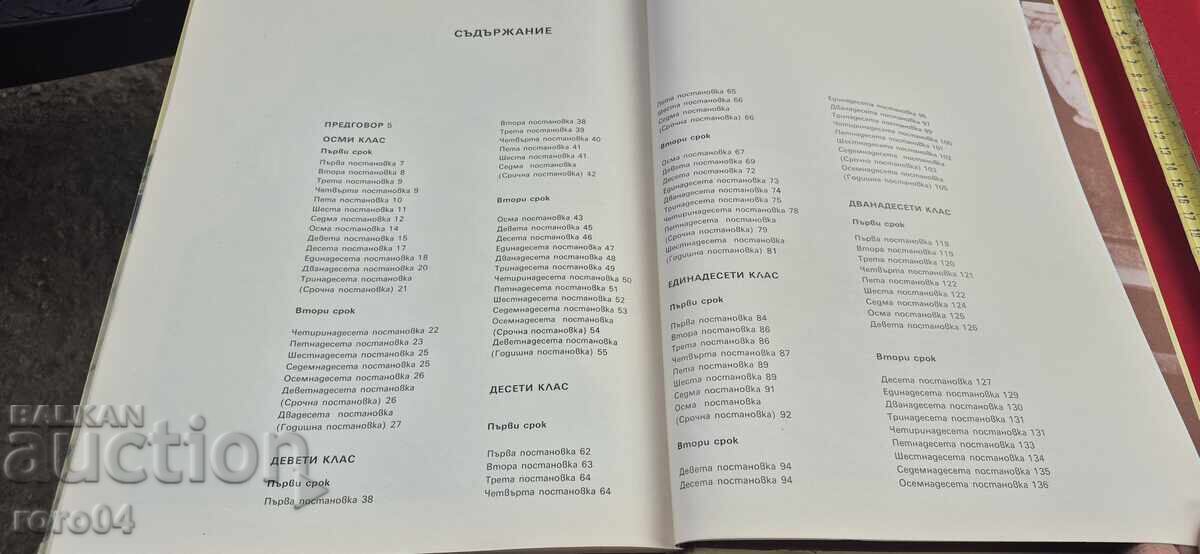 СЪДЪРЖАНИЕ
ПРЕДГОВОР 5
ОСМИ КЛАС
Първи срок
Първа постановка 7
Втора постановка 8
Трета постановка 9
Четвърта постановка 9
Пета постановка 10
Шеста постановка 11
Седма постановка 12
Осма постановка 14
Девета постановка 15
Десета постановка 17
Единадесета постановка 18
Дванадесета постановка 20
Тринадесета постановка
(Срочна постановка) 21
Втори срок
Четиринадесета постановка 22
Петнадесета постановка 23
Шестнадесета постановка 25
Седемнадесета постановка 25
Осемнадесета постановка 26
Деветнадесета постановка
(Срочна постановка) 26
Двадесета постановка
(Годишна постановка) 27
ДЕВЕТИ КЛАС
Първи срок
Първа постановка 38
Втора постановка 38
Трета постановка 39
Четвърта постановка 40
Пета постановка 41
Шеста постановка 41
Седма постановка
(Срочна постановка) 42
Втори срок
Осма постановка 43
Девета постановка 45
Десета постановка 46
Единадесета постановка 47
Дванадесета постановка 48
Тринадесета постановка 49
Четиринадесета постановка 50
Петнадесета постановка 51
Шестнадесета постановка 52
Седемнадесета постановка 53
Осемнадесета постановка
(Срочна постановка) 54
Деветнадесета постановка
(Годишна постановка) 55
ДЕСЕТИ КЛАС
Първи срок
Първа постановка 62
Втора постановка 63
Трета постановка 64
Четвърта постановка 64
Пета постановка 65
Шеста постановка 66
Седма постановка
(Срочна постановка) 66
Втори срок
Осма постановка 67
Девета постановка 69
Десета постановка 72
Единадесета постановка 73
Дванадесета постановка 74
Тринадесета постановка 75
Четиринадесета постановка 78
Петнадесета постановка
(Срочна постановка) 79
Шестнадесета постановка
(Годишна постановка) 81
ЕДИНАДЕСЕТИ КЛАС
Първи срок
Първа постановка 84
Втора постановка 86
Трета постановка 86
Четвърта постановка 87
Пета постановка 89
Шеста постановка 89
Седма постановка 91
Осма постановка
(Срочна постановка) 92
Втори срок
Девета постановка 94
Десета постановка 94
Единадесета постановка 96
Дванадесета постановка 97
Тринадесета постановка 99
Четиринадесета постановка 100
Петнадесета постановка 101
Шестнадесета постановка 102
Седемнадесета постановка
(Срочна постановка) 103
Осемнадесета постановка
(Годишна постановка) 105
ДВАНАДЕСЕТИ КЛАС
Първи срок
Първа постановка 118
Втора постановка 119
Трета постановка 120
Четвърта постановка 121
Пета постановка 122
Шеста постановка 122
Седма постановка 124
Осма постановка 125
Девета постановка 126
Втори срок
Десета постановка 127
Единадесета постановка 129
Дванадесета постановка 130
Тринадесета постановка 131
Четиринадесета постановка 131
Петнадесета постановка 133
Шестнадесета постановка 134
Седемнадесета постановка 135
Осемнадесета постановка 136
BALKAN
auction
roro04